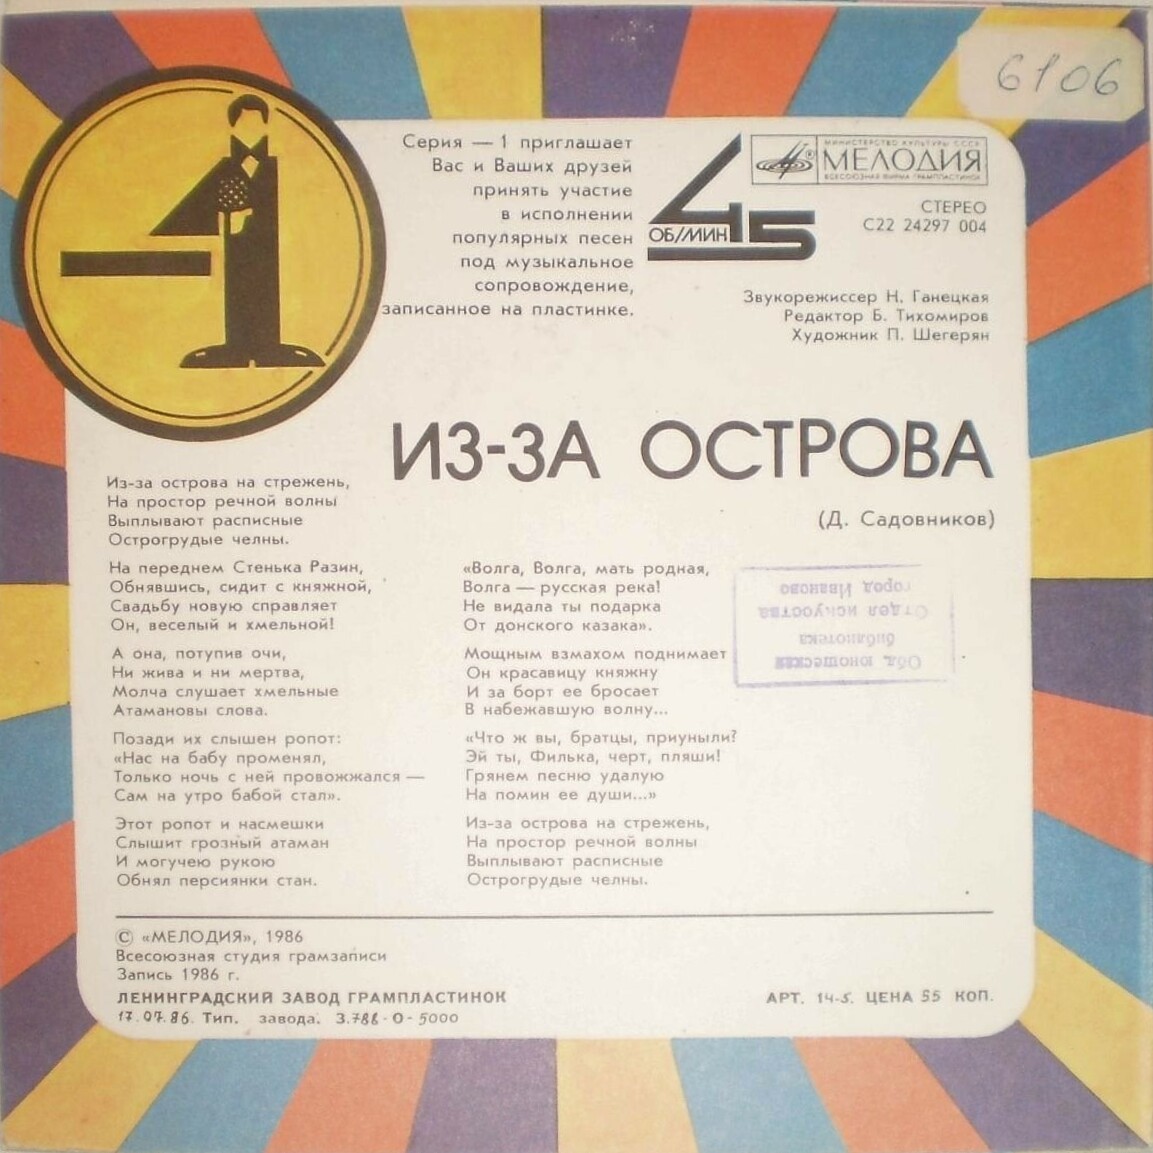 6106
Серия — 1 приглашает
Вас и Ваших друзей
принять участие
в исполнении
популярных песен
под музыкальное
сопровождение,
записанное на пластинке.
45
ОБ/МИН
МИНИСТЕРСТВО КУЛЬТУРЫ СССР
МЕЛОДИЯ
ВСЕСОЮЗНАЯ ФИРМА ГРАМПЛАСТИНОК
СТЕРЕО
С22 24297 004
Звукорежиссер Н. Ганецкая
Редактор Б. Тихомиров
Художник П. Шегерян
ИЗ-ЗА ОСТРОВА
(Д. Садовников)
Из-за острова на стрежень,
На простор речной волны
Выплывают расписные
Острогрудые челны.
На переднем Стенька Разин,
Обнявшись, сидит с княжной,
Свадьбу новую справляет
Он, веселый и хмельной!
А она, потупив очи,
Ни жива и ни мертва,
Молча слушает хмельные
Атамановы слова.
Позади их слышен ропот:
«Нас на бабу променял,
Только ночь с ней провожжался —
Сам на утро бабой стал».
Этот ропот и насмешки
Слышит грозный атаман
И могучею рукою
Обнял персиянки стан.
«Волга, Волга, мать родная,
Волга — русская река!
Не видала ты подарка
От донского казака».
Мощным взмахом поднимает
Он красавицу княжну
И за борт ее бросает
В набежавшую волну...
«Что ж вы, братцы, приуныли?
Эй ты, Филька, черт, пляши!
Грянем песню удалую
На помин ее души...»
Из-за острова на стрежень,
На простор речной волны
Выплывают расписные
Острогрудые челны.
Обл. юношеская
библиотека
Отдел искусства
город Иваново
© «МЕЛОДИЯ», 1986
Всесоюзная студия грамзаписи
Запись 1986 г.
ЛЕНИНГРАДСКИЙ ЗАВОД ГРАМПЛАСТИНОК
АРТ. 14-5. ЦЕНА 55 КОП.
17.07.86. Тип. завода. З.788-О-5000